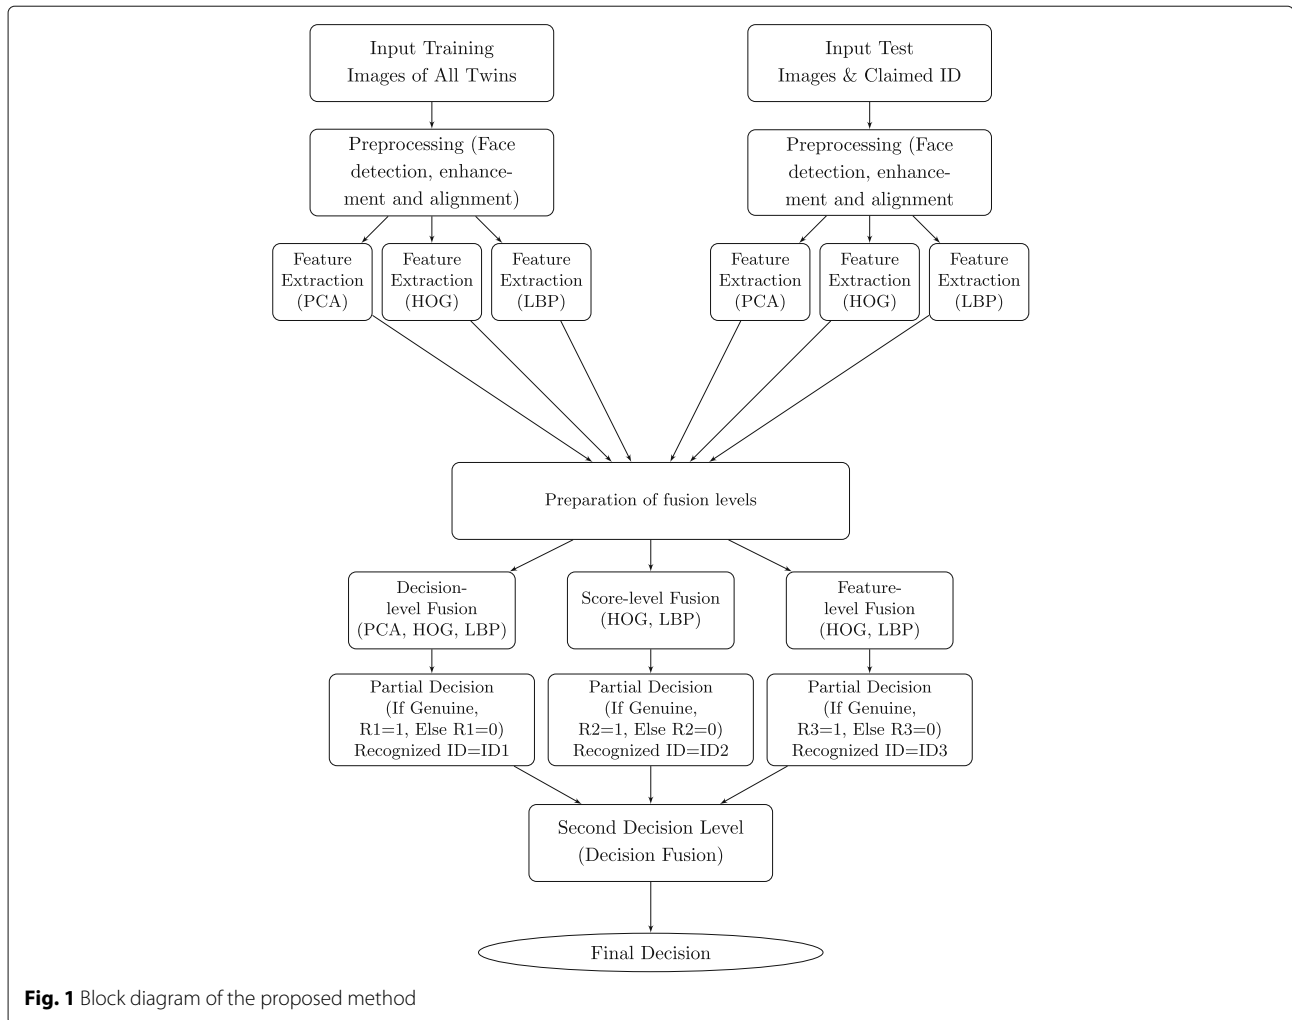 Input Training
Images of All Twins
Input Test
Images & Claimed ID
Preprocessing (Face
detection, enhance-
ment and alignment)
Preprocessing (Face
detection, enhance-
ment and alignment
Feature
Extraction
(PCA)
Feature
Extraction
(HOG)
Feature
Extraction
(LBP)
Feature
Extraction
(PCA)
Feature
Extraction
(HOG)
Feature
Extraction
(LBP)
Preparation of fusion levels
Decision-
level Fusion
(PCA, HOG, LBP)
Score-level Fusion
(HOG, LBP)
Feature-
level Fusion
(HOG, LBP)
Partial Decision
(If Genuine,
R1=1, Else R1=0)
Recognized ID=ID1
Partial Decision
(If Genuine,
R2=1, Else R2=0)
Recognized ID=ID2
Partial Decision
(If Genuine,
R3=1, Else R3=0)
Recognized ID=ID3
Second Decision Level
(Decision Fusion)
Final Decision
Fig. 1 Block diagram of the proposed method